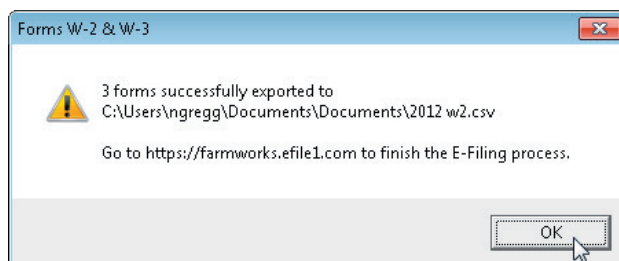 Forms W-2 & W-3
3 forms successfully exported to
C:\Users\ngregg\Documents\Documents\2012 w2.csv
Go to https://farmworks.efile1.com to finish the E-Filing process.
OK